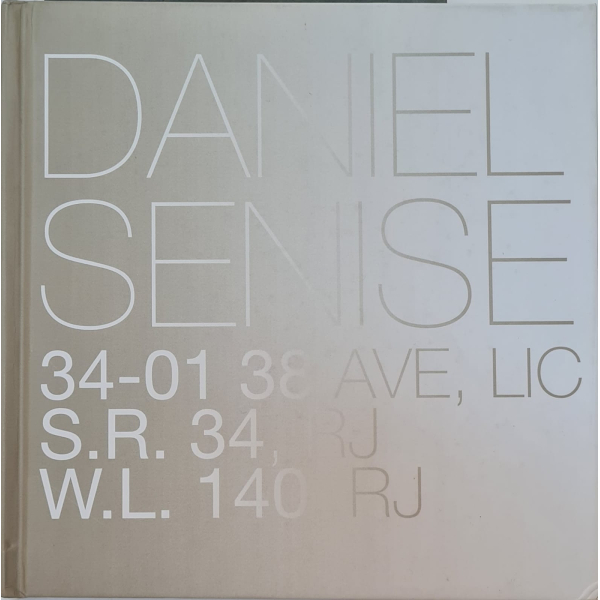 DANIEL
SENISE
34-01 38 AVE, LIC
S.R. 34, RJ
W.L. 140 RJ